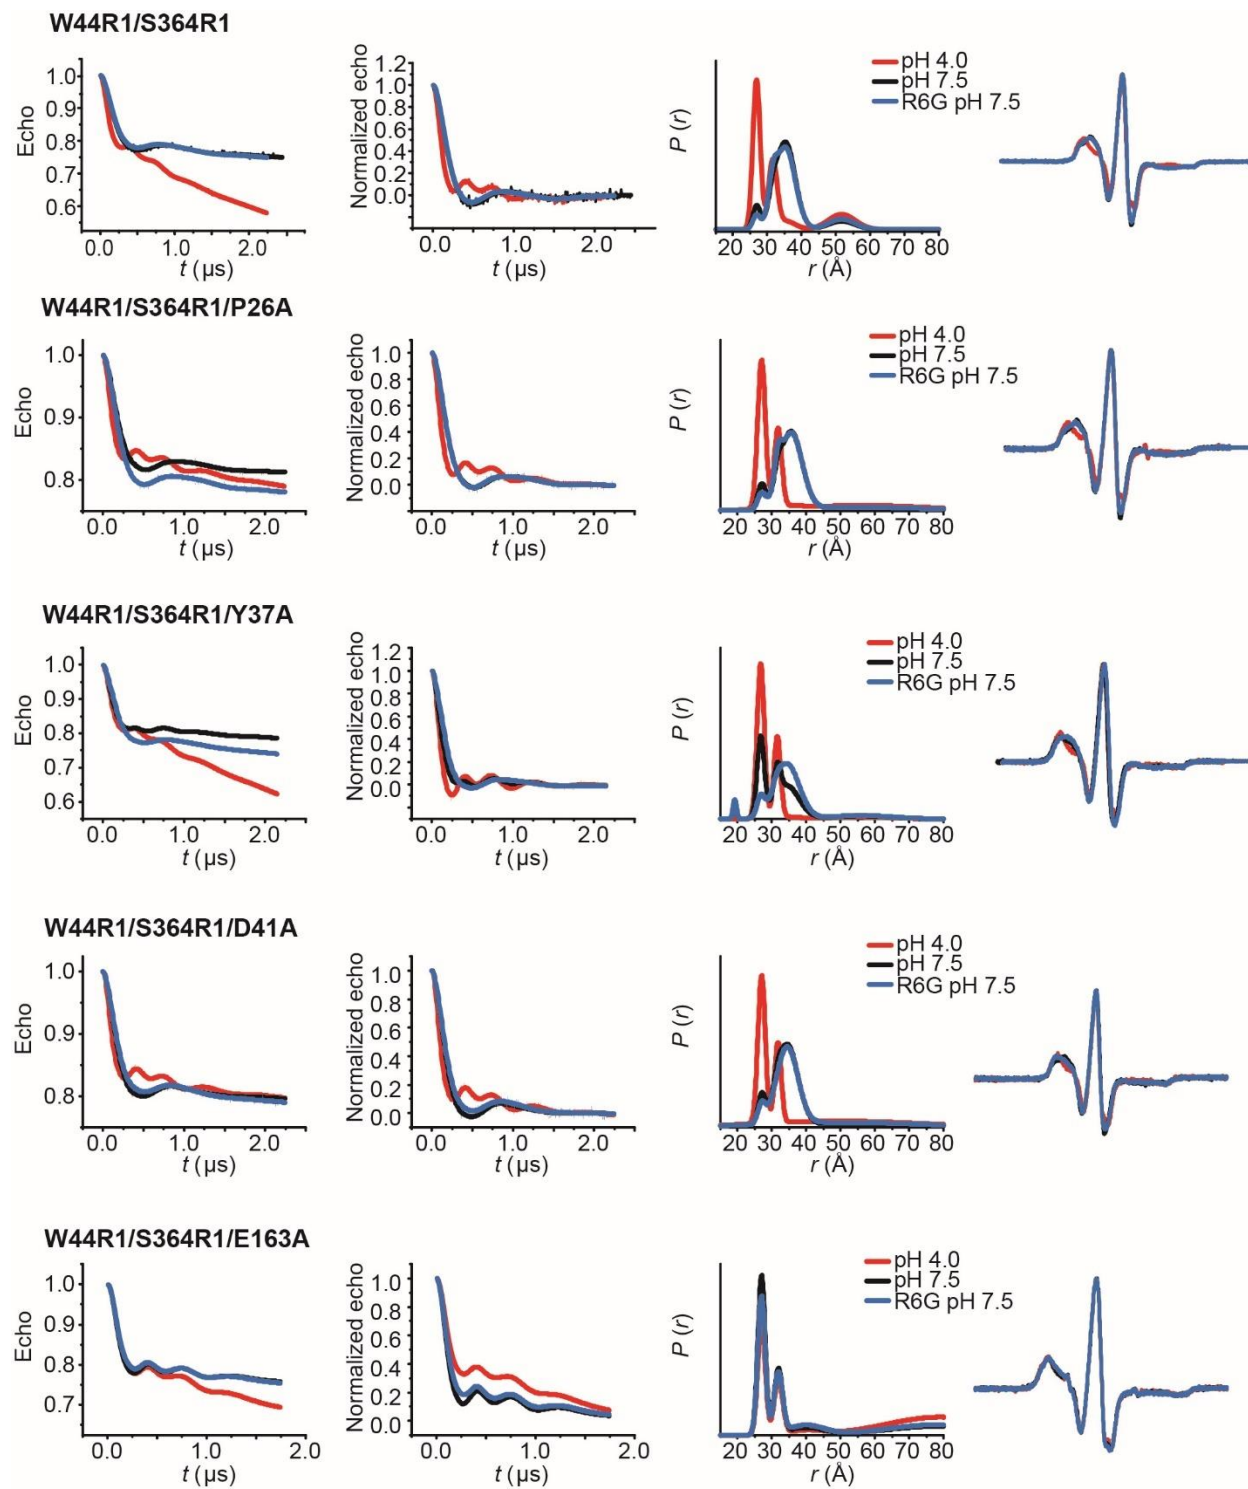 W44R1/S364R1
Echo
1.0
0.9
0.8
0.7
0.6
0.0 1.0 2.0
t (µs)
Normalized echo
1.2
1.0
0.8
0.6
0.4
0.2
0.0
0.0 1.0 2.0
t (µs)
P (r)
20 30 40 50 60 70 80
r (Å)
pH 4.0
pH 7.5
R6G pH 7.5
W44R1/S364R1/P26A
Echo
1.0
0.9
0.8
0.0 1.0 2.0
t (µs)
Normalized echo
1.0
0.8
0.6
0.4
0.2
0.0
0.0 1.0 2.0
t (µs)
P (r)
20 30 40 50 60 70 80
r (Å)
pH 4.0
pH 7.5
R6G pH 7.5
W44R1/S364R1/Y37A
Echo
1.0
0.9
0.8
0.7
0.6
0.0 1.0 2.0
t (µs)
Normalized echo
1.2
1.0
0.8
0.6
0.4
0.2
0.0
0.0 1.0 2.0
t (µs)
P (r)
20 30 40 50 60 70 80
r (Å)
pH 4.0
pH 7.5
R6G pH 7.5
W44R1/S364R1/D41A
Echo
1.0
0.9
0.8
0.0 1.0 2.0
t (µs)
Normalized echo
1.0
0.8
0.6
0.4
0.2
0.0
0.0 1.0 2.0
t (µs)
P (r)
20 30 40 50 60 70 80
r (Å)
pH 4.0
pH 7.5
R6G pH 7.5
W44R1/S364R1/E163A
Echo
1.0
0.9
0.8
0.7
0.0 1.0 2.0
t (µs)
Normalized echo
1.0
0.8
0.6
0.4
0.2
0.0
0.0 1.0 2.0
t (µs)
P (r)
20 30 40 50 60 70 80
r (Å)
pH 4.0
pH 7.5
R6G pH 7.5